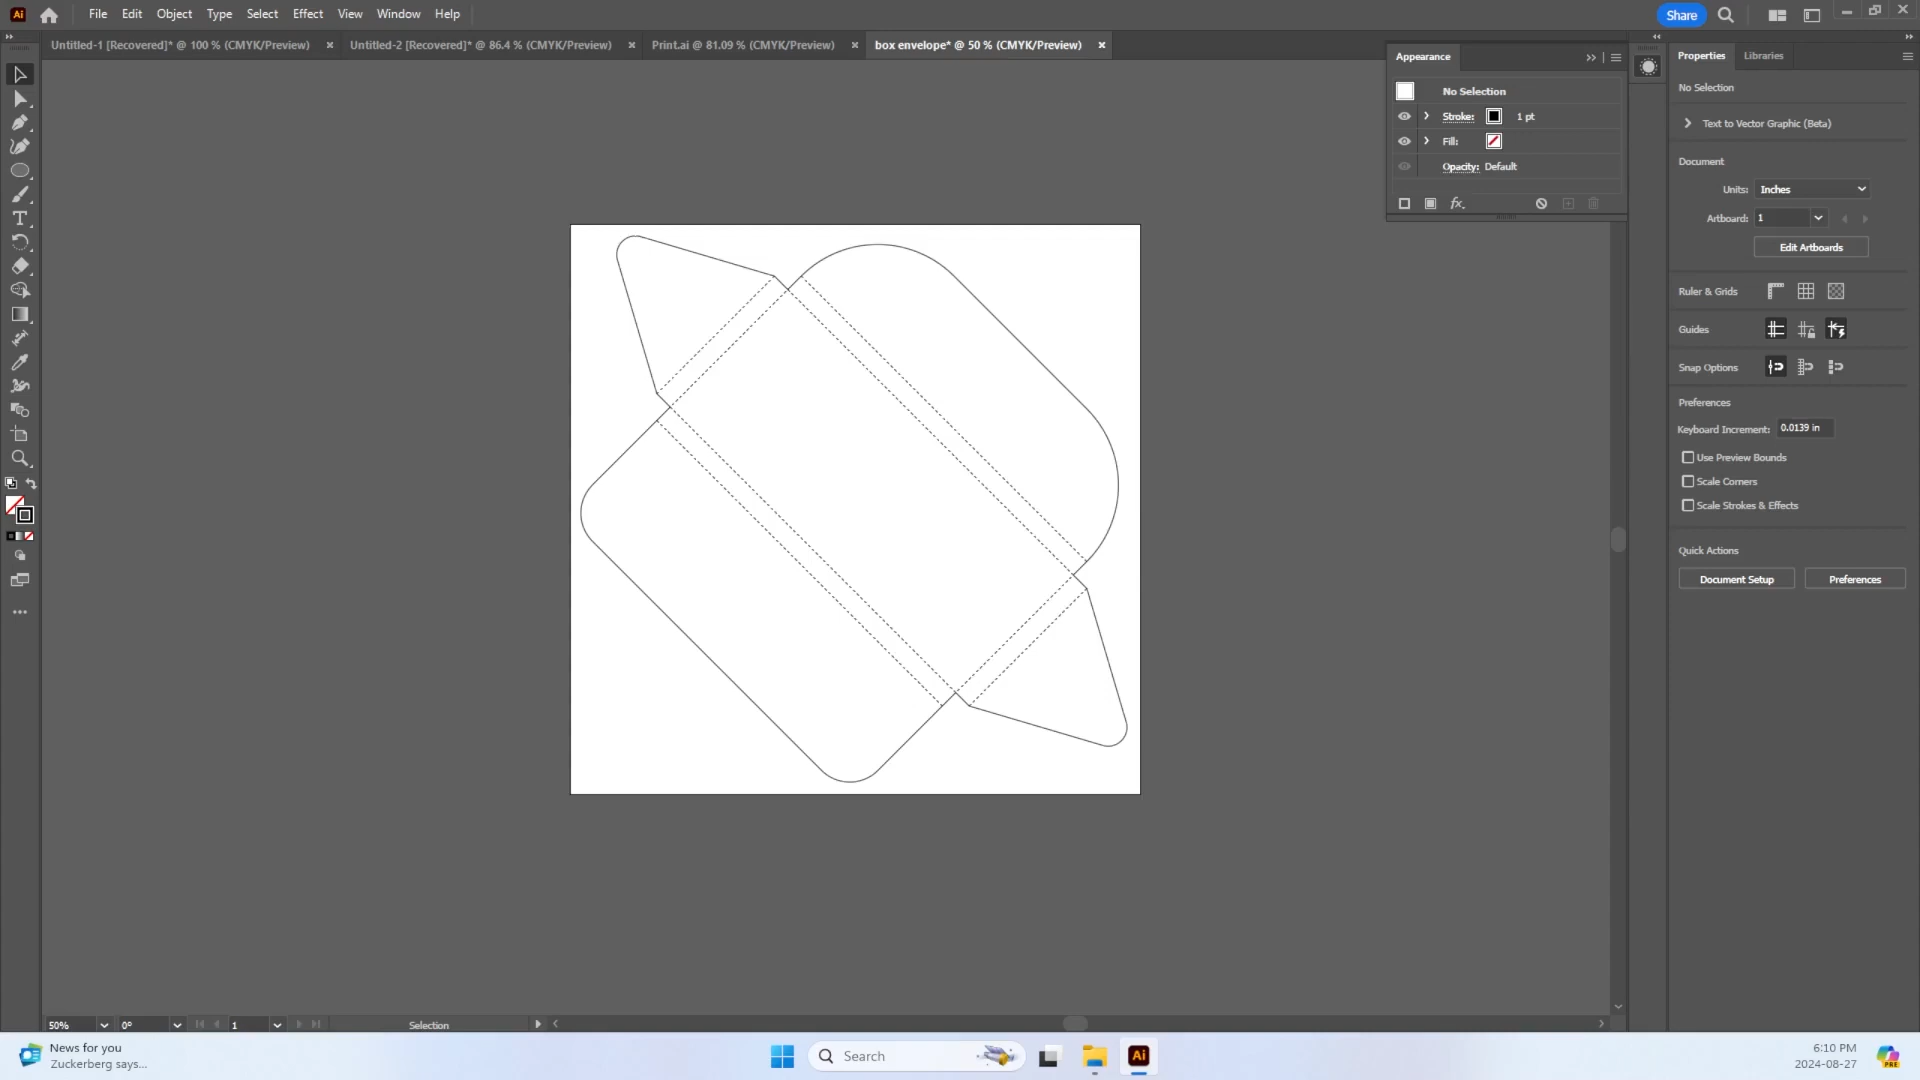 Ai File Edit Object Type Select Effect View Window Help Share
Untitled-1 [Recovered]* @ 100 % (CMYK/Preview) Untitled-2 [Recovered]* @ 86.4 % (CMYK/Preview) Print.ai @ 81.09 % (CMYK/Preview) box envelope* @ 50 % (CMYK/Preview)
Appearance
No Selection
Stroke: 1 pt
Fill:
Opacity: Default
fx
Properties Libraries
No Selection
Text to Vector Graphic (Beta)
Document
Units: Inches
Artboard: 1
Edit Artboards
Ruler & Grids
Guides
Snap Options
Preferences
Keyboard Increment: 0.0139 in
Use Preview Bounds
Scale Corners
Scale Strokes & Effects
Quick Actions
Document Setup Preferences
50% 0° 1 Selection
News for you
Zuckerberg says...
Search
Ai
6:10 PM
2024-08-27
PRE